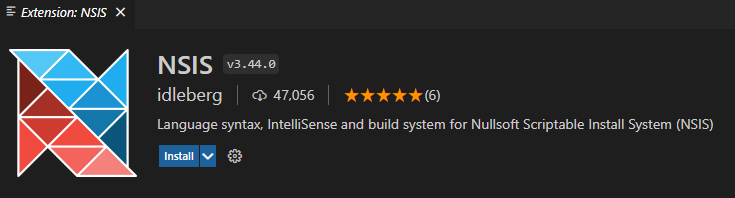 Extension: NSIS
NSIS v3.44.0
idleberg 47,056 (6)
Language syntax, IntelliSense and build system for Nullsoft Scriptable Install System (NSIS)
Install